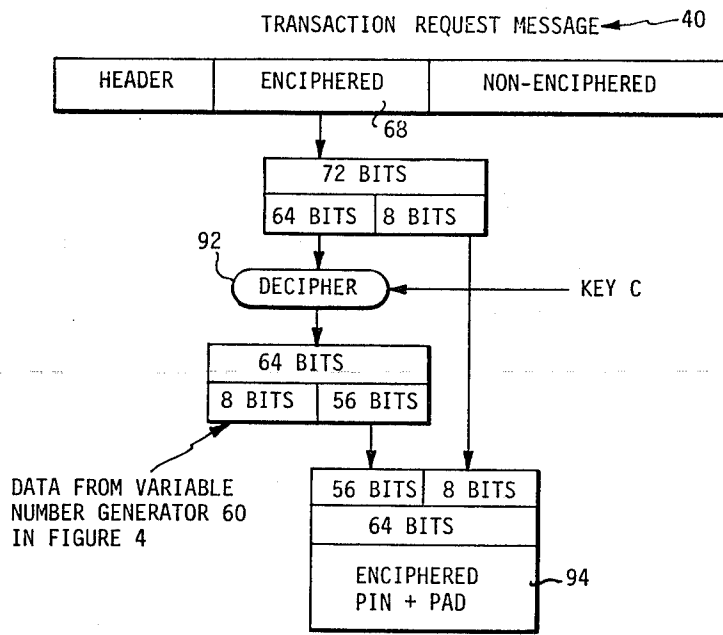 TRANSACTION REQUEST MESSAGE 40
HEADER ENCIPHERED NON-ENCIPHERED
68
72 BITS
64 BITS 8 BITS
92
DECIPHER
KEY C
64 BITS
8 BITS 56 BITS
DATA FROM VARIABLE
NUMBER GENERATOR 60
IN FIGURE 4
56 BITS 8 BITS
64 BITS
ENCIPHERED
PIN + PAD
94